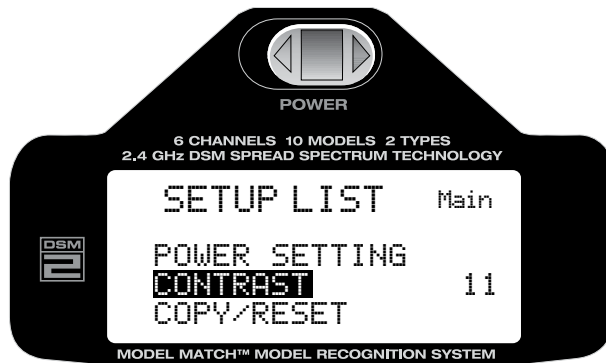 POWER
6 CHANNELS 10 MODELS 2 TYPES
2.4 GHz DSM SPREAD SPECTRUM TECHNOLOGY
SETUP LIST Main
DSM
2
POWER SETTING
CONTRAST 11
COPY/RESET
MODEL MATCH™ MODEL RECOGNITION SYSTEM